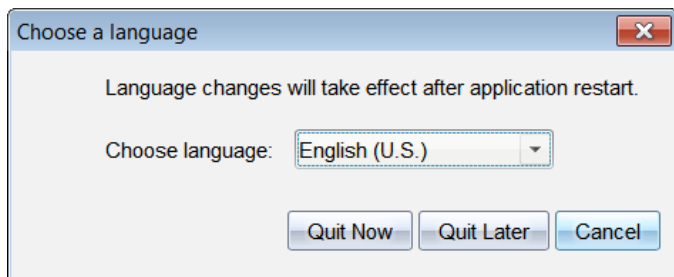 Choose a language
Language changes will take effect after application restart.
Choose language: English (U.S.)
Quit Now Quit Later Cancel